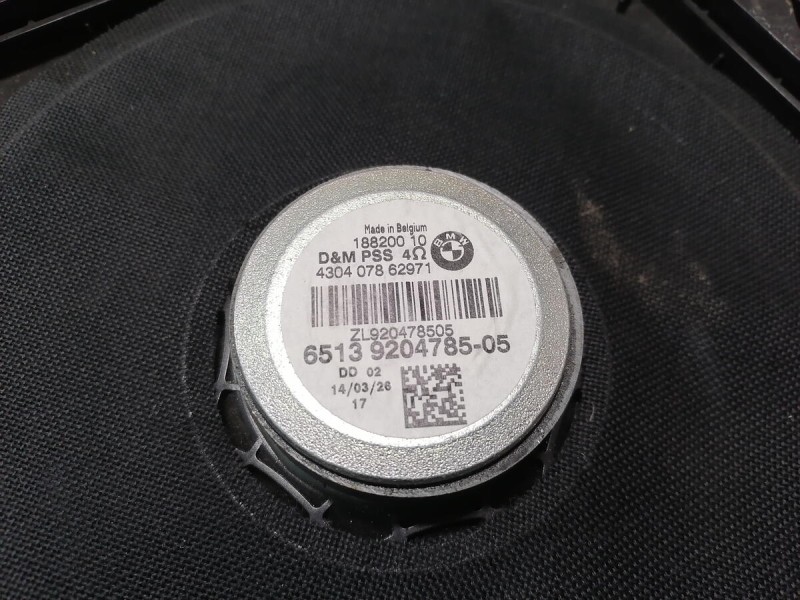 Made in Belgium
188200 10
D&M PSS 4Ω
BMW
4304 078 62971
ZL920478505
6513 9204785-05
DD 02
14/03/26
17